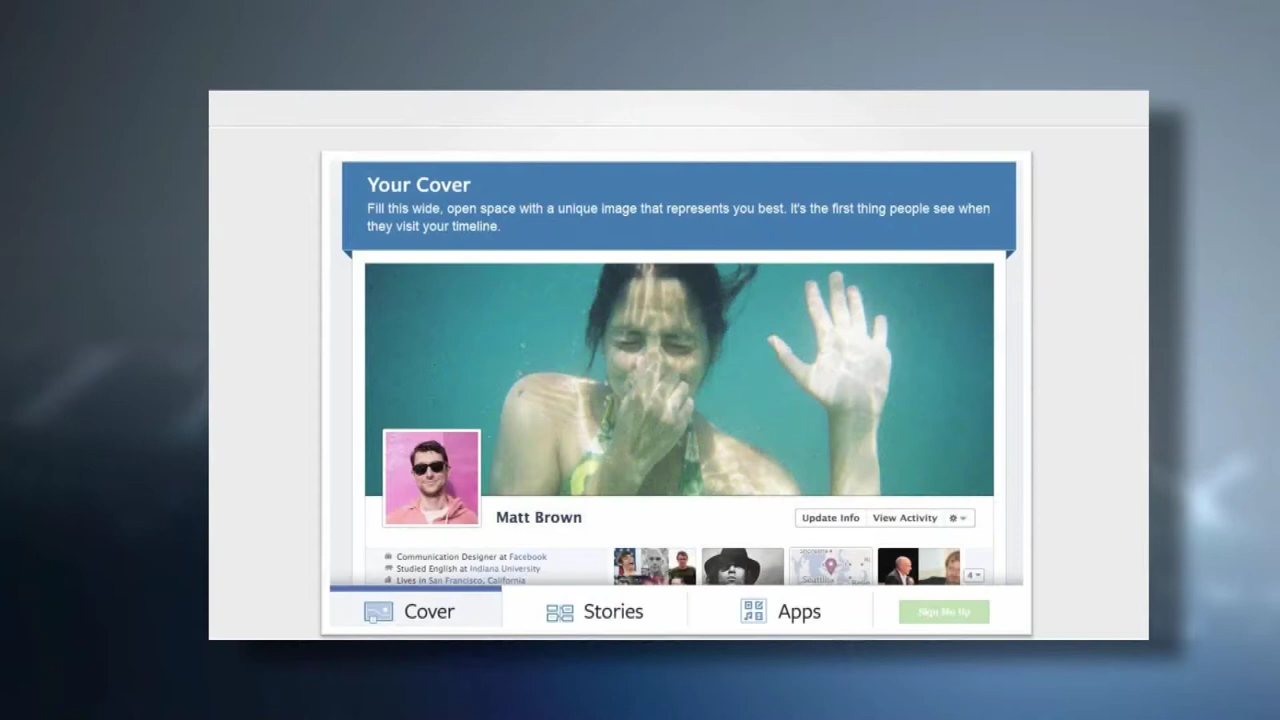 Your Cover
Fill this wide, open space with a unique image that represents you best. It's the first thing people see when
they visit your timeline.
Matt Brown
Update Info
View Activity
Communication Designer at Facebook
Studied English at Indiana University
Lives in San Francisco, California
Seattle
4
Cover
Stories
Apps
Sign Me Up